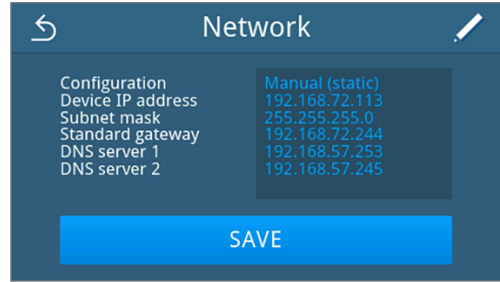 Network
Configuration Manual (static)
Device IP address 192.168.72.113
Subnet mask 255.255.255.0
Standard gateway 192.168.72.244
DNS server 1 192.168.57.253
DNS server 2 192.168.57.245
SAVE